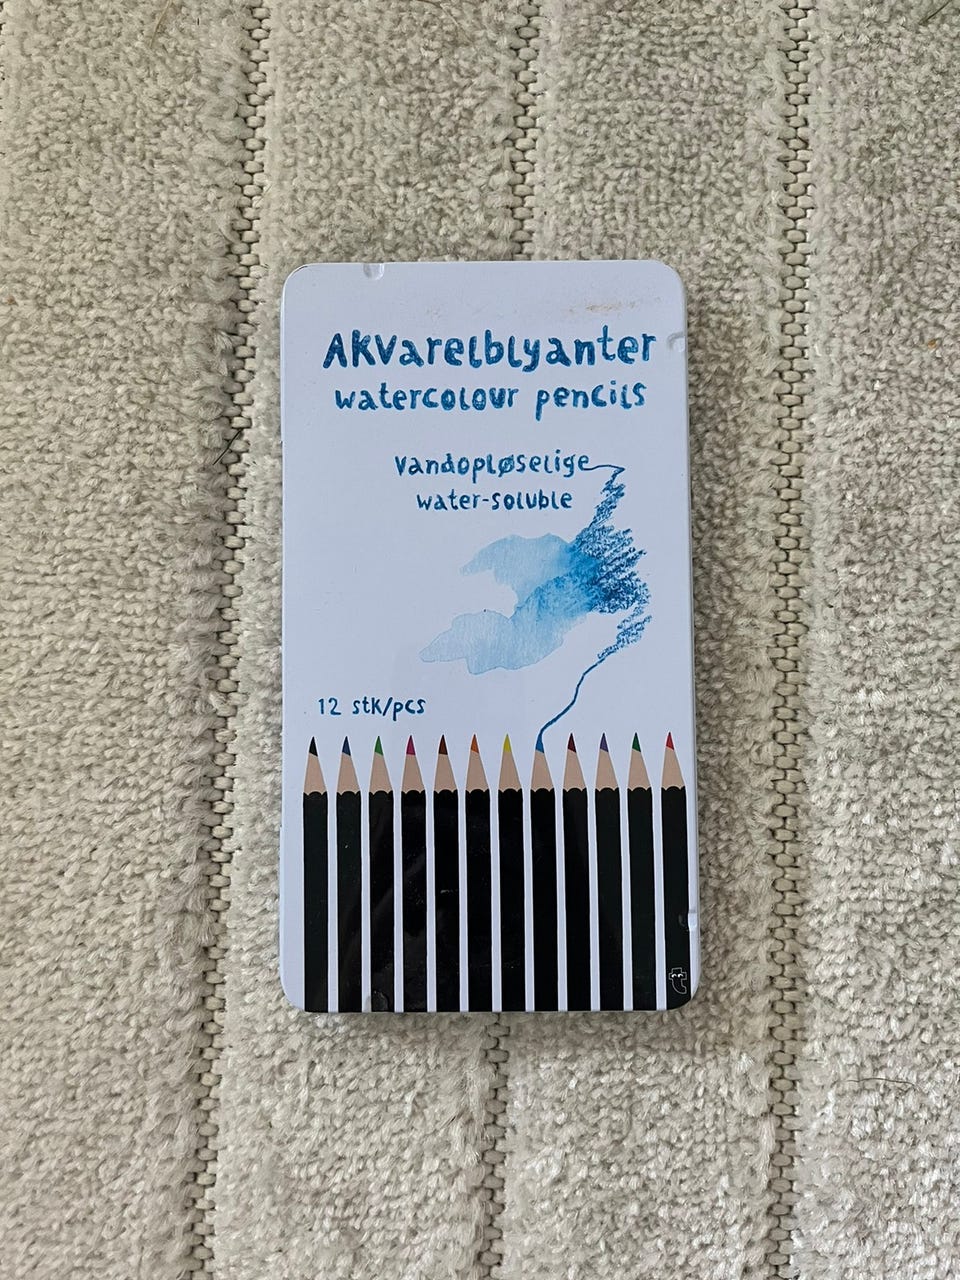 Akvarelblyanter
watercolour pencils
vandopløselige
water-soluble
12 stk/pcs
t